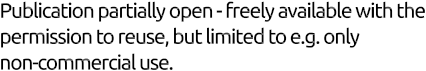 Publication partially open - freely available with the
permission to reuse, but limited to e.g. only
non-commercial use.